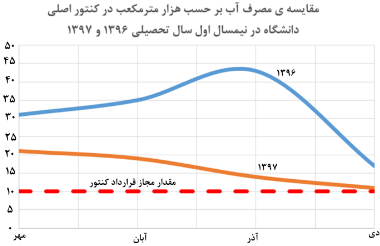 مقایسه ی مصرف آب بر حسب هزار مترمکعب در کنتور اصلی
دانشگاه در نیمسال اول سال تحصیلی ۱۳۹۶ و ۱۳۹۷
۵۰
۴۵
۴۰
۳۵
۳۰
۲۵
۲۰
۱۵
۱۰
۵
۰
۱۳۹۶
۱۳۹۷
مقدار مجاز قرارداد کنتور
مهر
آبان
آذر
دی